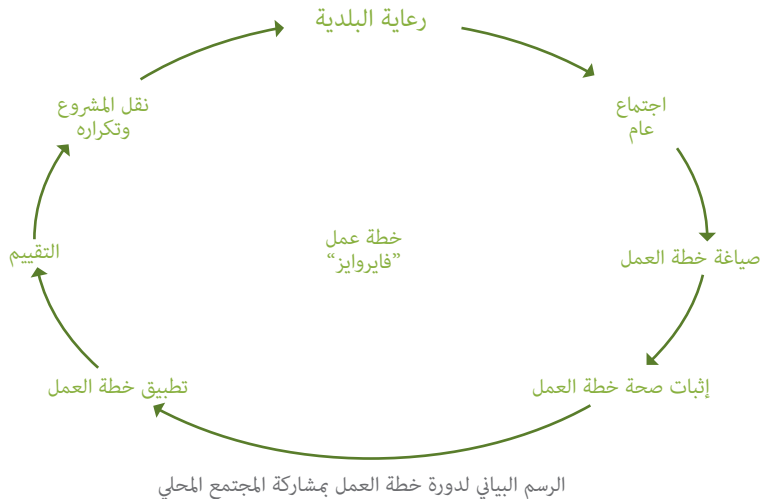 رعاية البلدية
اجتماع
عام
صياغة خطة العمل
إثبات صحة خطة العمل
تطبيق خطة العمل
التقييم
نقل المشروع
وتكراره
خطة عمل
”فايروايز“
الرسم البياني لدورة خطة العمل بمشاركة المجتمع المحلي